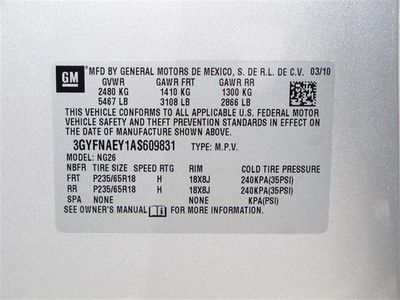 GM
MFD BY GENERAL MOTORS DE MEXICO, S. DE R.L. DE C.V. 03/10
GVWR GAWR FRT GAWR RR
2480 KG 1410 KG 1300 KG
5467 LB 3108 LB 2866 LB
THIS VEHICLE CONFORMS TO ALL APPLICABLE U.S. FEDERAL MOTOR
VEHICLE SAFETY AND THEFT PREVENTION STANDARDS IN EFFECT ON
THE DATE OF MANUFACTURE SHOWN ABOVE.
3GYFNAEY1AS609831 TYPE: M.P.V.
MODEL: NG26
NBFR TIRE SIZE SPEED RTG RIM COLD TIRE PRESSURE
FRT P235/65R18 H 18X8J 240KPA(35PSI)
RR P235/65R18 H 18X8J 240KPA(35PSI)
SPA NONE NONE KPA(PSI)
SEE OWNER'S MANUAL FOR MORE INFORMATION.